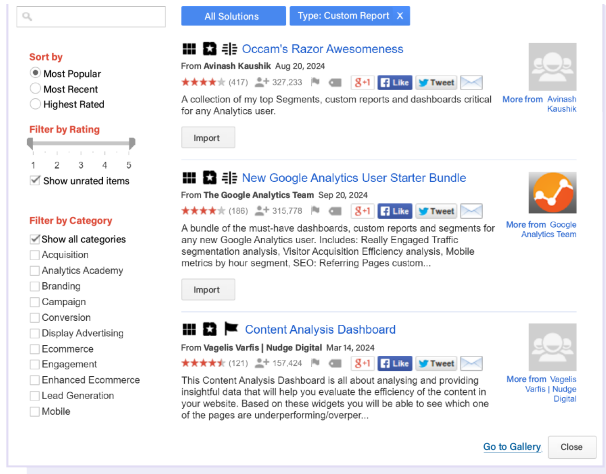 All Solutions
Type: Custom Report X
Sort by
Most Popular
Most Recent
Highest Rated
Filter by Rating
1 2 3 4 5
Show unrated items
Filter by Category
Show all categories
Acquisition
Analytics Academy
Branding
Campaign
Conversion
Display Advertising
Ecommerce
Engagement
Enhanced Ecommerce
Lead Generation
Mobile
Occam's Razor Awesomeness
From Avinash Kaushik Aug 20, 2024
(417) 327,233 g+1 Like Tweet
A collection of my top Segments, custom reports and dashboards critical
for any Analytics user.
Import
More from Avinash
Kaushik
New Google Analytics User Starter Bundle
From The Google Analytics Team Sep 20, 2024
(186) 315,778 g+1 Like Tweet
A bundle of the must-have dashboards, custom reports and segments for
any new Google Analytics user. Includes: Really Engaged Traffic
segmentation analysis, Visitor Acquisition Efficiency analysis, Mobile
metrics by hour segment, SEO: Referring Pages custom...
Import
More from Google
Analytics Team
Content Analysis Dashboard
From Vagelis Varfis | Nudge Digital Mar 14, 2024
(121) 157,424 g+1 Like Tweet
This Content Analysis Dashboard is all about analysing and providing
insightful data that will help you evaluate the efficiency of the content in
your website. Based on these widgets you will be able to see which one
of the pages are underperforming/overper...
More from Vagelis
Varfis | Nudge
Digital
Go to Gallery
Close